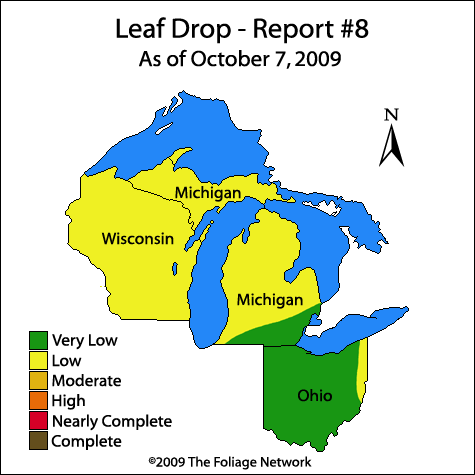 Leaf Drop - Report #8
As of October 7, 2009
N
Michigan
Wisconsin
Michigan
Ohio
Very Low
Low
Moderate
High
Nearly Complete
Complete
©2009 The Foliage Network